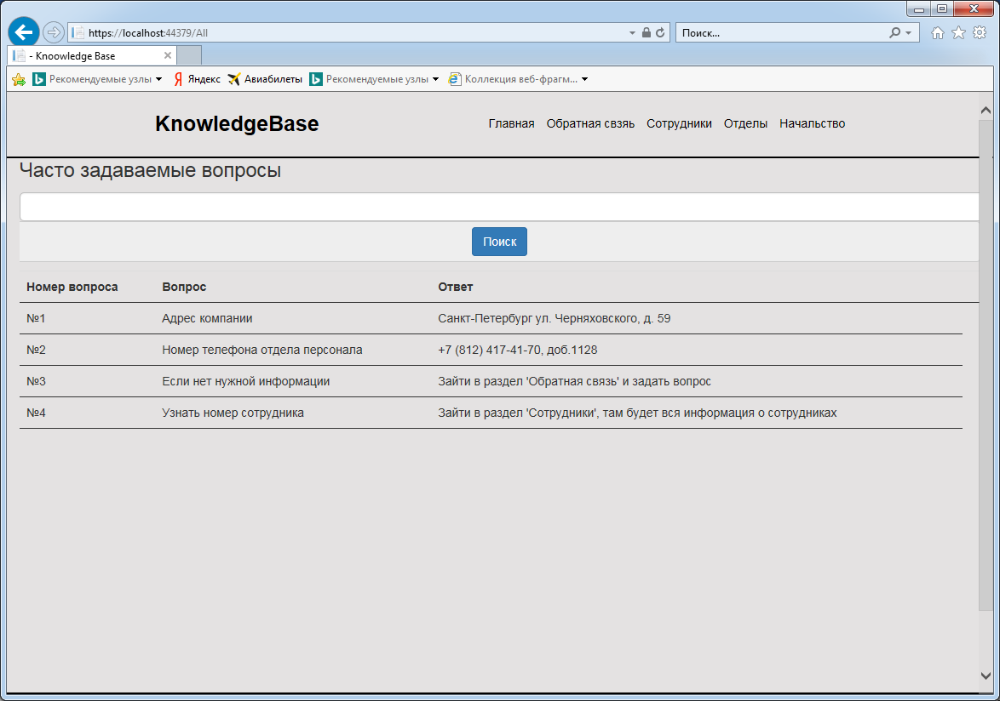 https://localhost:44379/All
Поиск...
- Knoowledge Base
Рекомендуемые узлы
Яндекс
Авиабилеты
Рекомендуемые узлы
Коллекция веб-фрагм...
KnowledgeBase
Главная Обратная свзяь Сотрудники Отделы Начальство
Часто задаваемые вопросы
Поиск
Номер вопроса Вопрос Ответ
№1 Адрес компании Санкт-Петербург ул. Черняховского, д. 59
№2 Номер телефона отдела персонала +7 (812) 417-41-70, доб.1128
№3 Если нет нужной информации Зайти в раздел 'Обратная связь' и задать вопрос
№4 Узнать номер сотрудника Зайти в раздел 'Сотрудники', там будет вся информация о сотрудниках